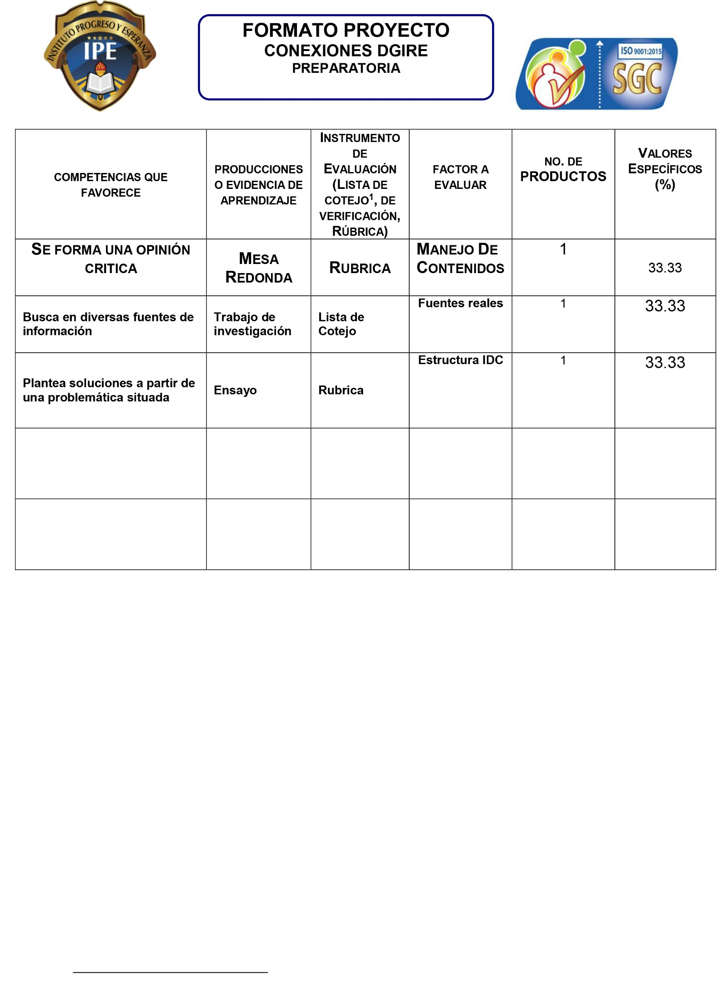 INSTITUTO PROGRESO Y ESPERANZA
IPE
FORMATO PROYECTO
CONEXIONES DGIRE
PREPARATORIA
ISO 9001:2015
SGC
COMPETENCIAS QUE
FAVORECE
PRODUCCIONES
O EVIDENCIA DE
APRENDIZAJE
INSTRUMENTO
DE
EVALUACIÓN
(LISTA DE
COTEJO¹, DE
VERIFICACIÓN,
RÚBRICA)
FACTOR A
EVALUAR
NO. DE
PRODUCTOS
VALORES
ESPECÍFICOS
(%)
SE FORMA UNA OPINIÓN
CRITICA
MESA
REDONDA
RUBRICA
MANEJO DE
CONTENIDOS
1
33.33
Busca en diversas fuentes de
información
Trabajo de
investigación
Lista de
Cotejo
Fuentes reales
1
33.33
Plantea soluciones a partir de
una problemática situada
Ensayo
Rubrica
Estructura IDC
1
33.33